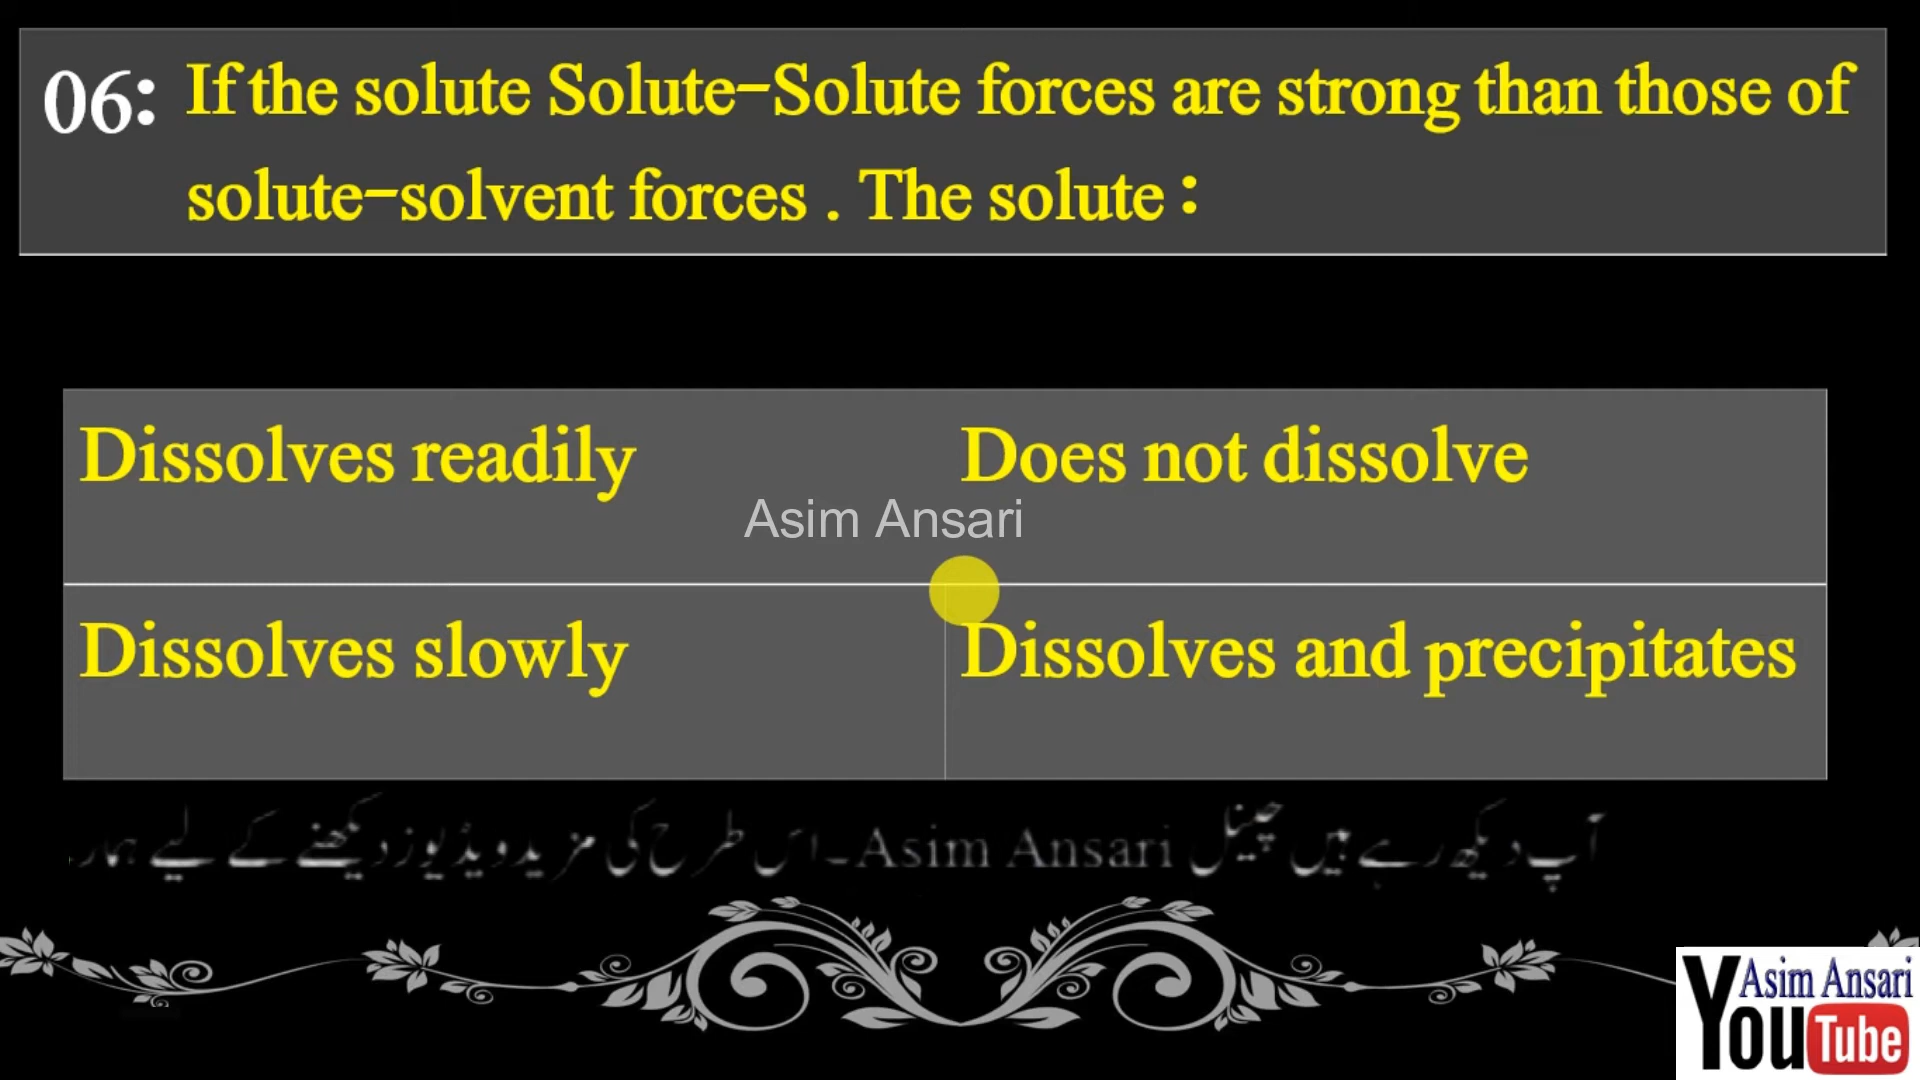 06: If the solute Solute-Solute forces are strong than those of
solute-solvent forces . The solute :
Dissolves readily
Does not dissolve
Asim Ansari
Dissolves slowly
Dissolves and precipitates
آپ دیکھ رہے ہیں چینل Asim Ansari۔ اس طرح کی مزید ویڈیوز دیکھنے کے لیے ہمار
Asim Ansari
YouTube